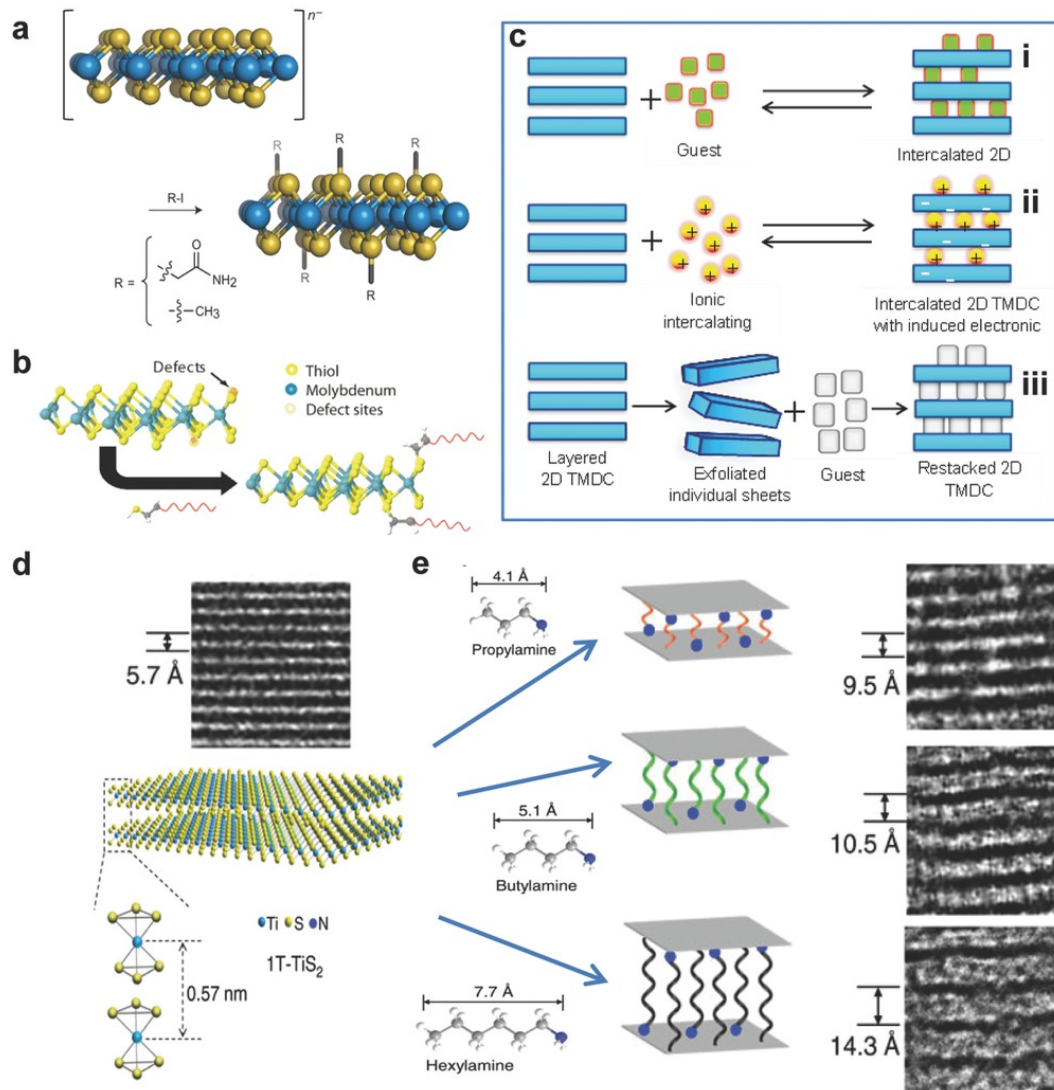 a
n−
R
R
R
R-I
R =
O
NH2
CH3
R
R
b
Defects
Thiol
Molybdenum
Defect sites
c
+
Guest
i
Intercalated 2D
+
Ionic
intercalating
ii
Intercalated 2D TMDC
with induced electronic
Layered
2D TMDC
Exfoliated
individual sheets
+
Guest
iii
Restacked 2D
TMDC
d
5.7 Å
Ti S N
1T-TiS2
0.57 nm
e
4.1 Å
Propylamine
9.5 Å
5.1 Å
Butylamine
10.5 Å
7.7 Å
Hexylamine
14.3 Å